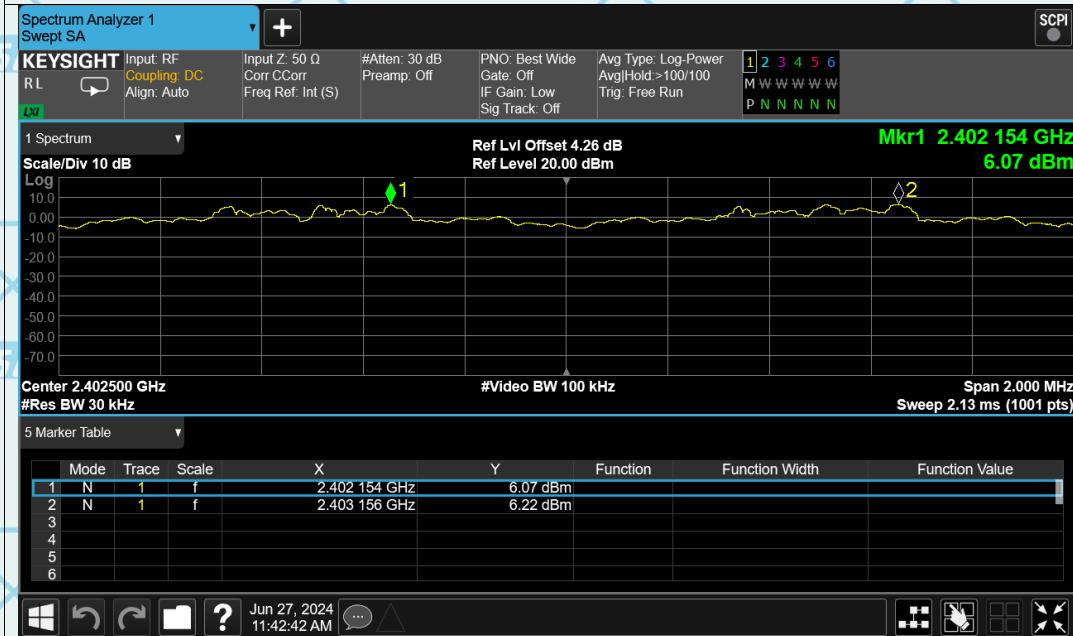 Spectrum Analyzer 1
Swept SA
+
SCPI
KEYSIGHT
R L
LXI
Input: RF
Coupling: DC
Align: Auto
Input Z: 50 Ω
Corr CCorr
Freq Ref: Int (S)
#Atten: 30 dB
Preamp: Off
PNO: Best Wide
Gate: Off
IF Gain: Low
Sig Track: Off
Avg Type: Log-Power
Avg|Hold:>100/100
Trig: Free Run
1 2 3 4 5 6
M W W W W W
P N N N N N
1 Spectrum
Scale/Div 10 dB
Ref Lvl Offset 4.26 dB
Ref Level 20.00 dBm
Mkr1 2.402 154 GHz
6.07 dBm
Log
1
2
10.0
0.00
-10.0
-20.0
-30.0
-40.0
-50.0
-60.0
-70.0
Center 2.402500 GHz
#Video BW 100 kHz
Span 2.000 MHz
#Res BW 30 kHz
Sweep 2.13 ms (1001 pts)
5 Marker Table
Mode Trace Scale X Y Function Function Width Function Value
1 N 1 f 2.402 154 GHz 6.07 dBm
2 N 1 f 2.403 156 GHz 6.22 dBm
3
4
5
6
?
Jun 27, 2024
11:42:42 AM